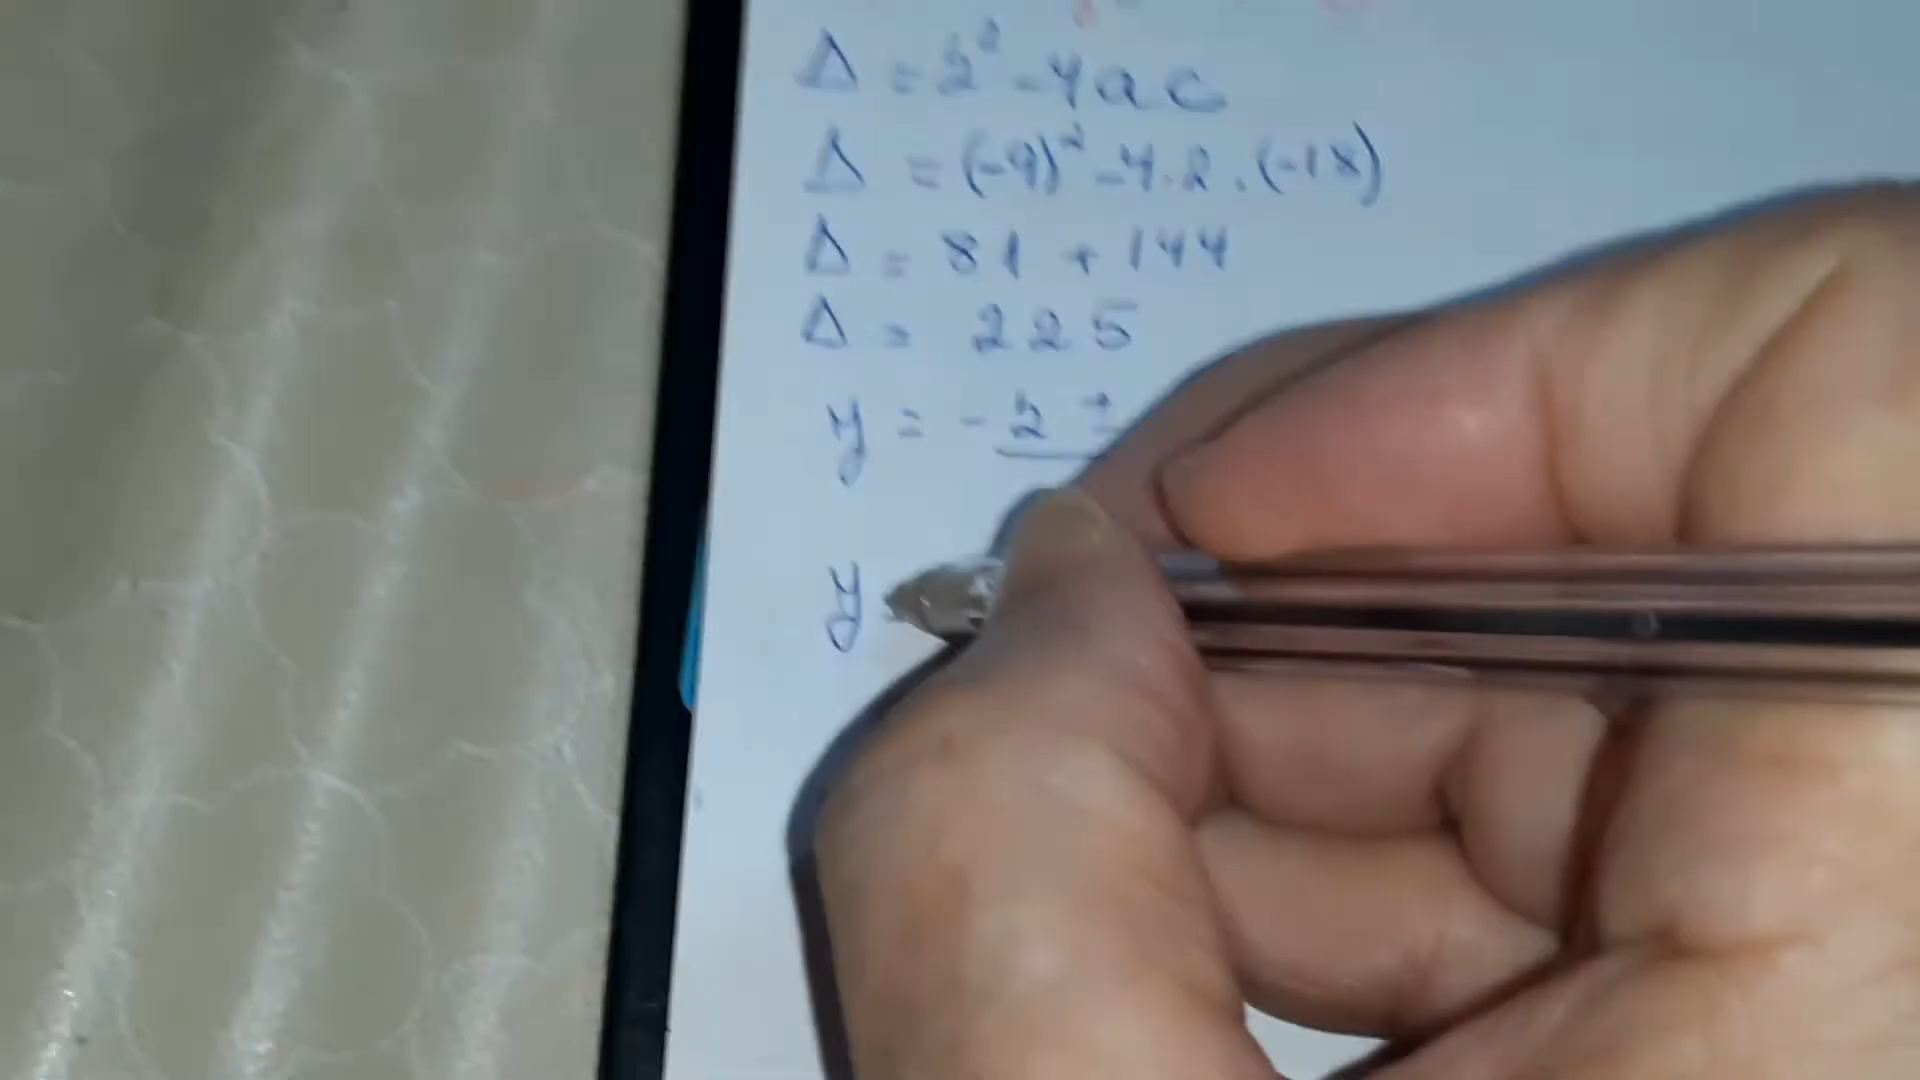 Δ = b² - 4ac
Δ = (-9)² - 4.2.(-18)
Δ = 81 + 144
Δ = 225
y = -b ±
y